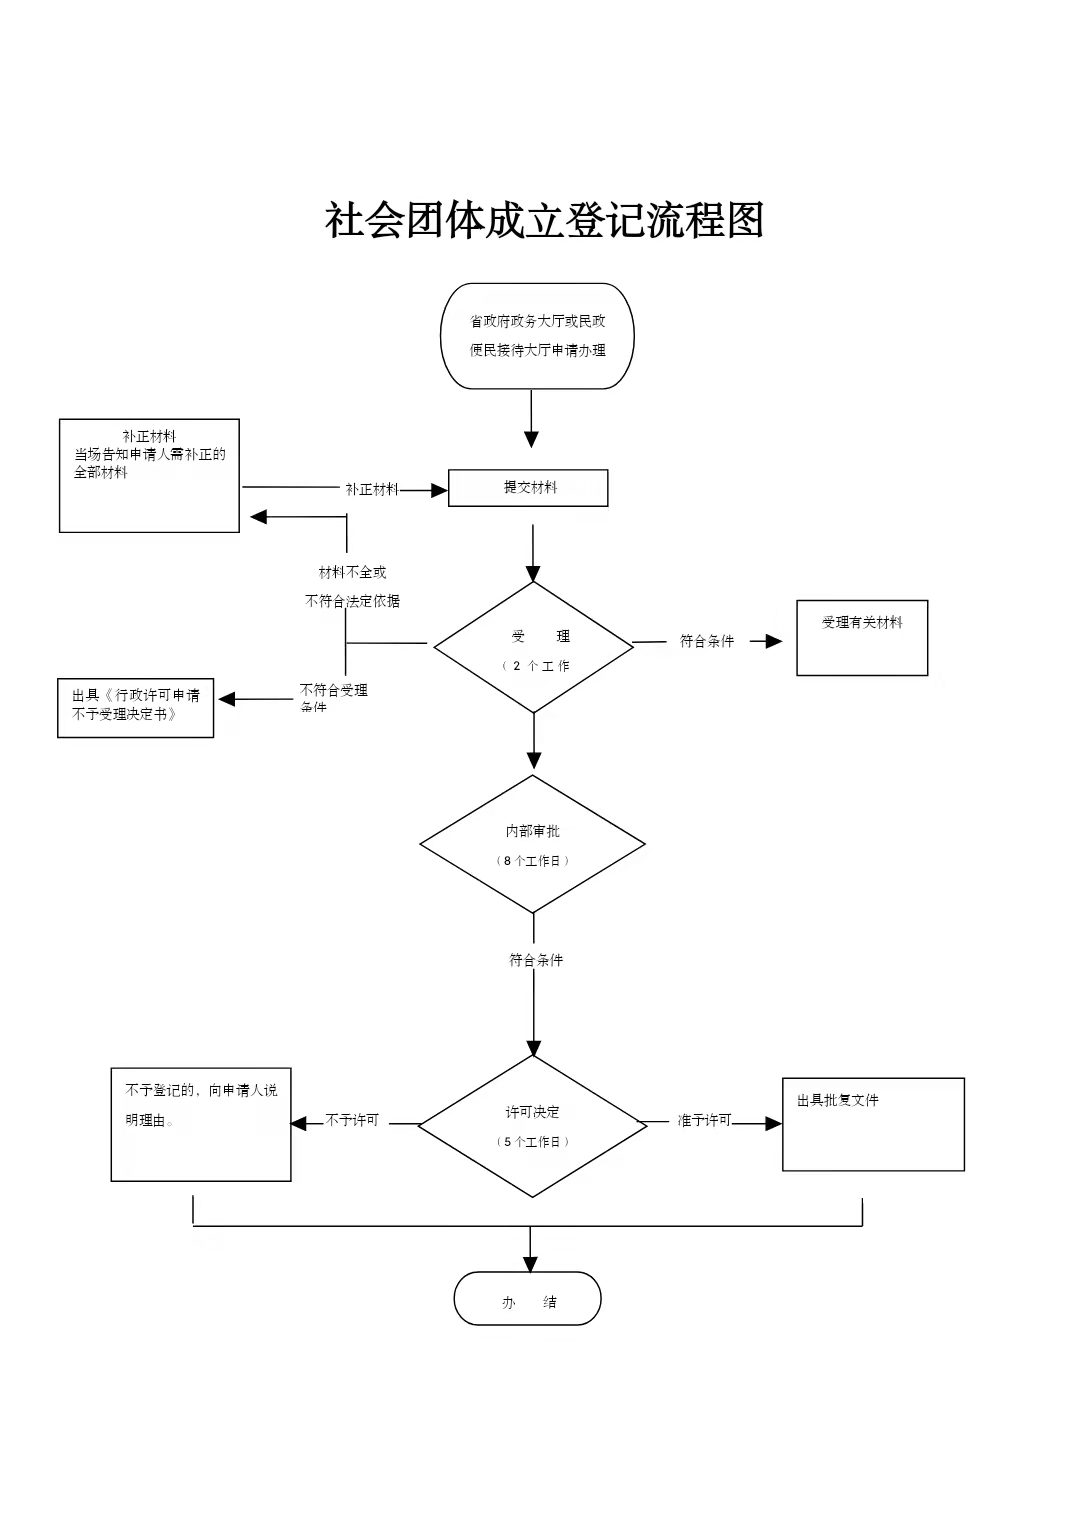 社会团体成立登记流程图
省政府政务大厅或民政
便民接待大厅申请办理
补正材料
当场告知申请人需补正的
全部材料
补正材料
提交材料
材料不全或
不符合法定依据
受 理
（2 个工作
符合条件
受理有关材料
出具《行政许可申请
不予受理决定书》
不符合受理
条件
内部审批
（8个工作日）
符合条件
不予登记的，向申请人说
明理由。
不予许可
许可决定
（5个工作日）
准予许可
出具批复文件
办 结